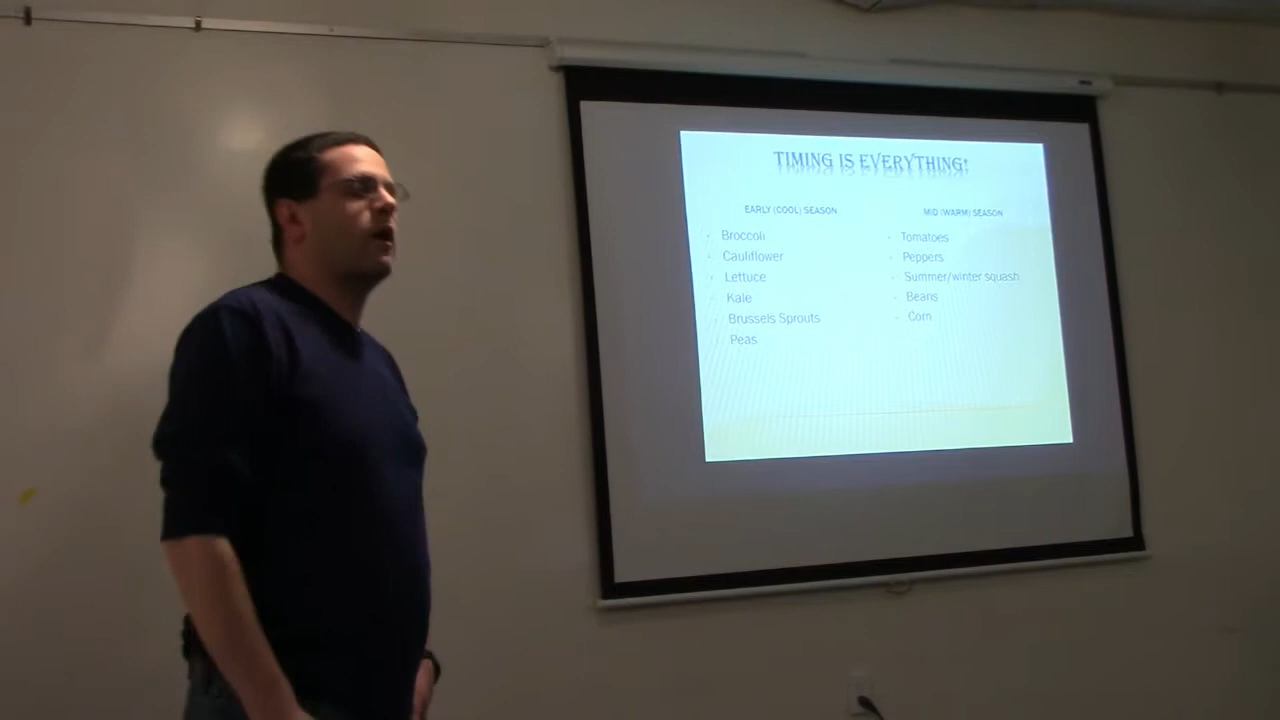 TIMING IS EVERYTHING!
EARLY (COOL) SEASON
Broccoli
Cauliflower
Lettuce
Kale
Brussels Sprouts
Peas
MID (WARM) SEASON
Tomatoes
Peppers
Summer/winter squash
Beans
Corn